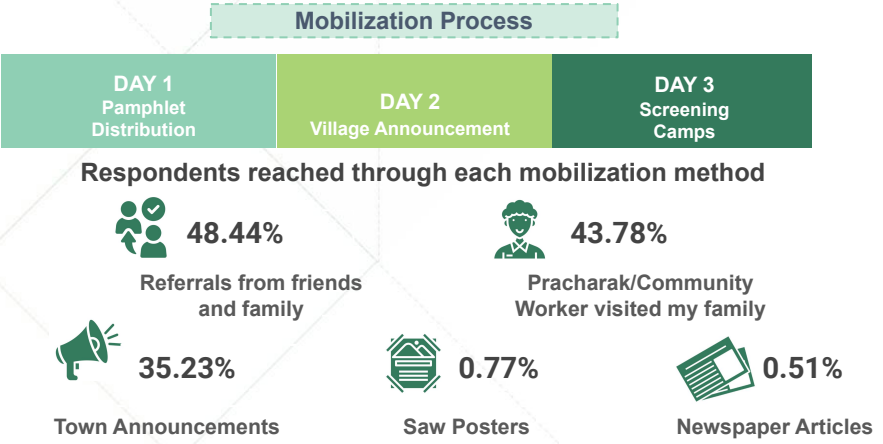 Mobilization Process
DAY 1
Pamphlet
Distribution
DAY 2
Village Announcement
DAY 3
Screening
Camps
Respondents reached through each mobilization method
48.44%
Referrals from friends
and family
43.78%
Pracharak/Community
Worker visited my family
35.23%
Town Announcements
0.77%
Saw Posters
0.51%
Newspaper Articles